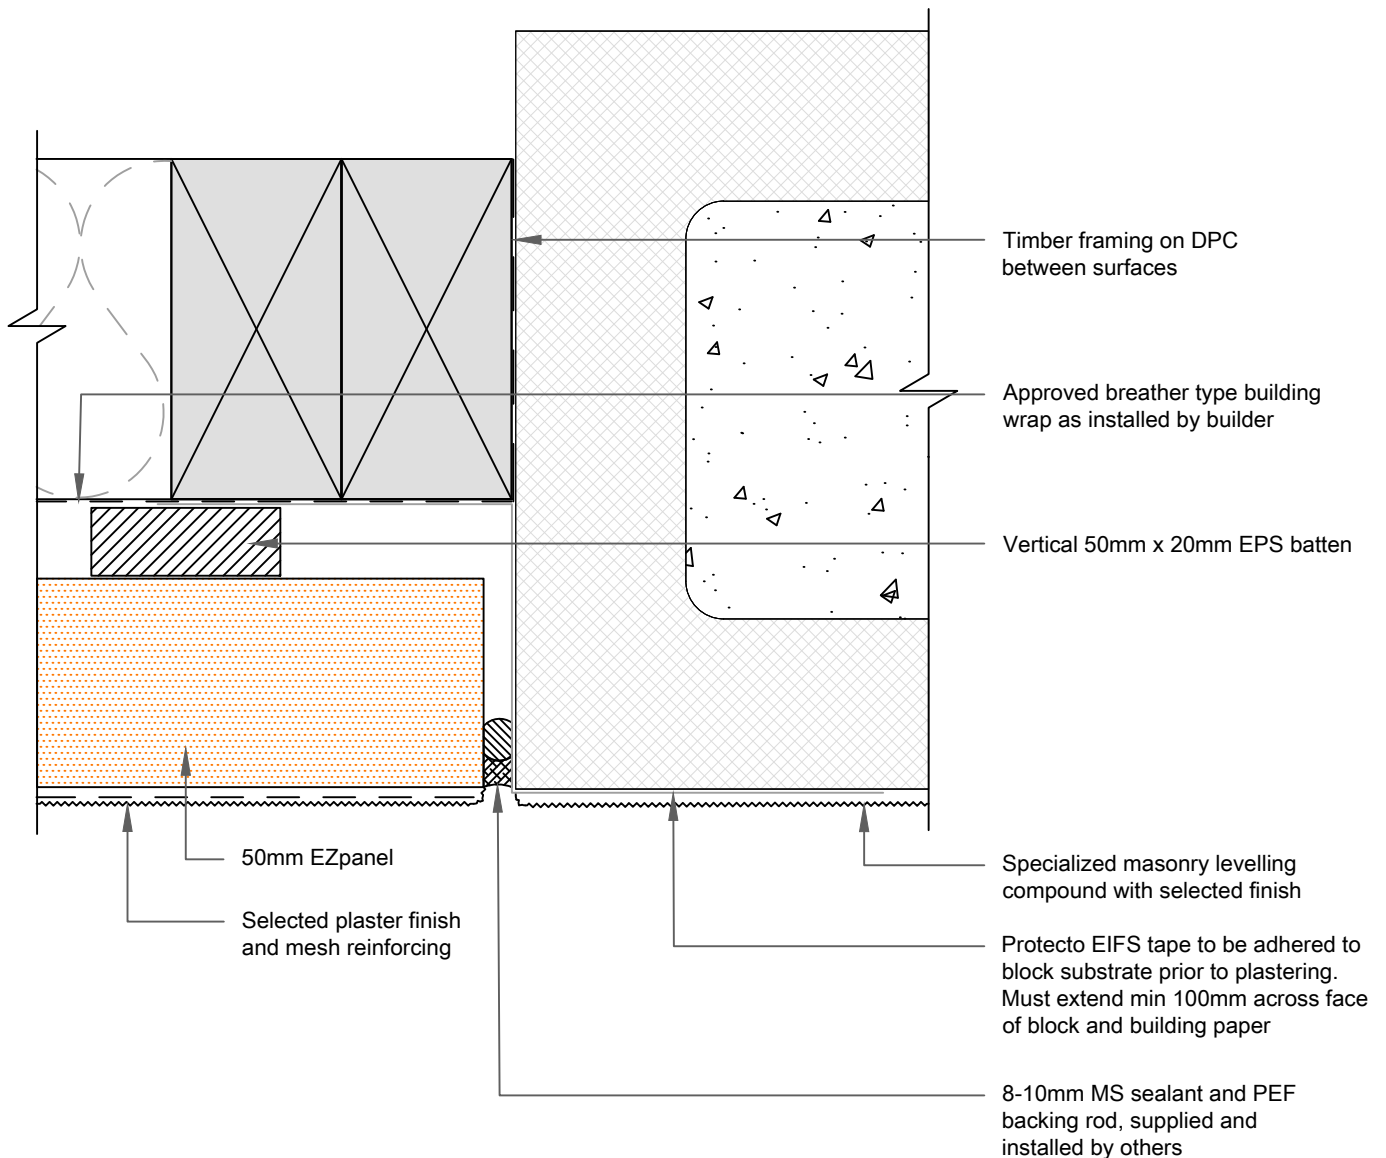 Timber framing on DPC
between surfaces
Approved breather type building
wrap as installed by builder
Vertical 50mm x 20mm EPS batten
50mm EZpanel
Selected plaster finish
and mesh reinforcing
Specialized masonry levelling
compound with selected finish
Protecto EIFS tape to be adhered to
block substrate prior to plastering.
Must extend min 100mm across face
of block and building paper
8-10mm MS sealant and PEF
backing rod, supplied and
installed by others